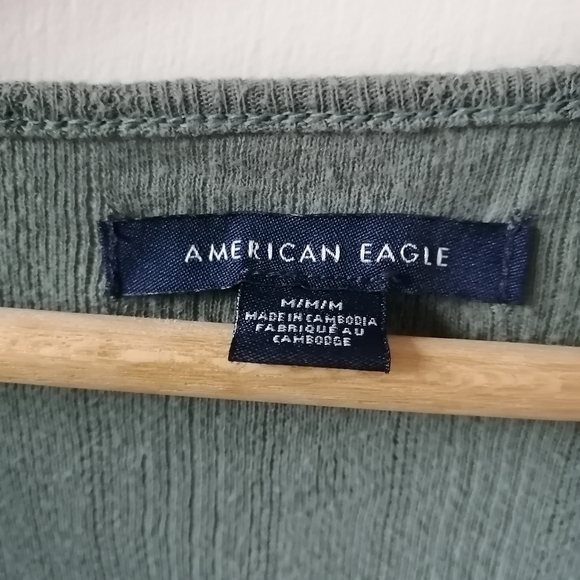 AMERICAN EAGLE
M/M/M
MADE IN CAMBODIA
FABRIQUÉ AU
CAMBODGE